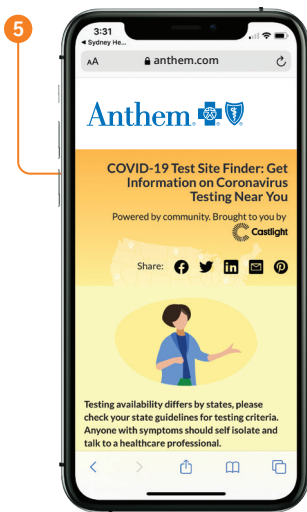 5
3:31
Sydney He...
AA anthem.com
Anthem
COVID-19 Test Site Finder: Get
Information on Coronavirus
Testing Near You
Powered by community. Brought to you by
Castlight
Share:
Testing availability differs by states, please
check your state guidelines for testing criteria.
Anyone with symptoms should self isolate and
talk to a healthcare professional.